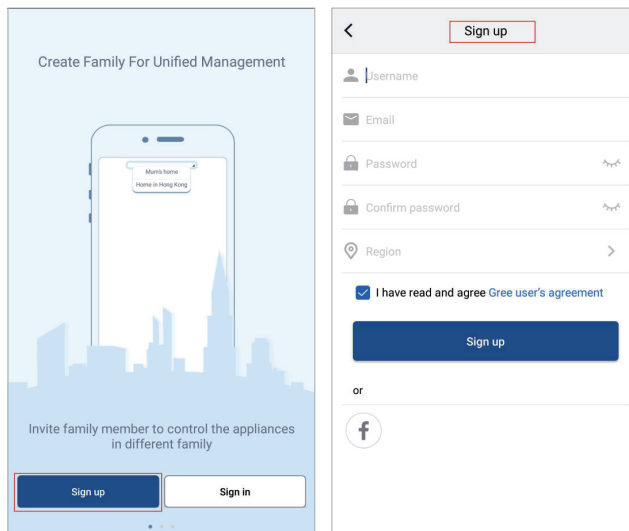 Create Family For Unified Management
Mum's home
Home in Hong Kong
Invite family member to control the appliances
in different family
Sign up
Sign in
Sign up
Username
Email
Password
Confirm password
Region
I have read and agree Gree user's agreement
Sign up
or
f